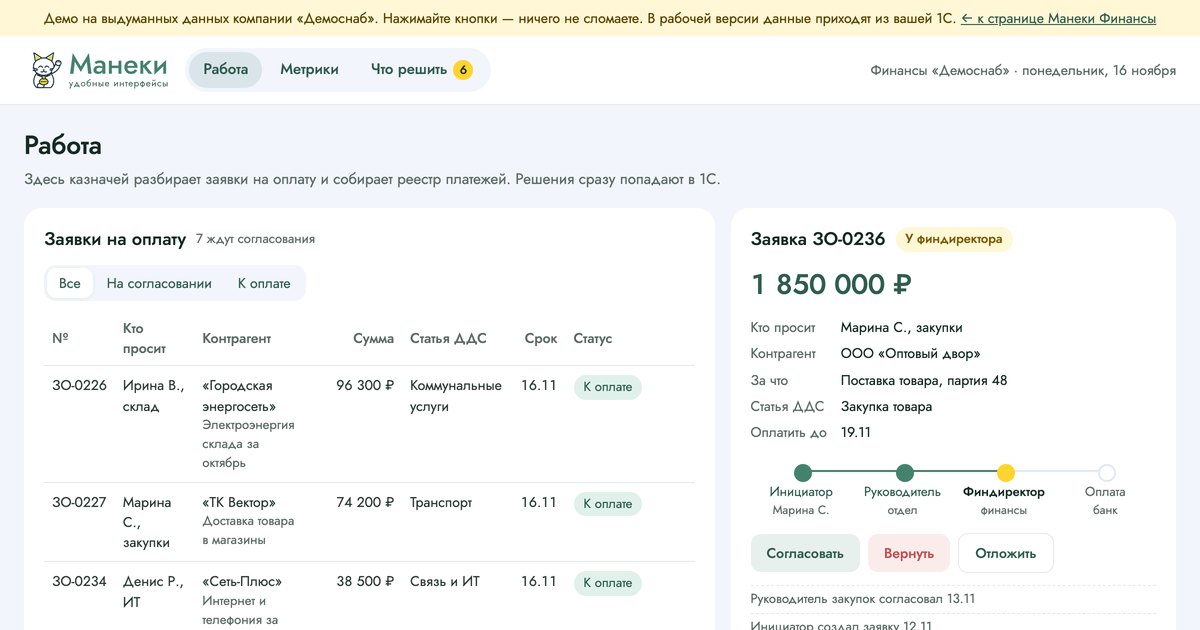 Демо на выдуманных данных компании «Демоснаб». Нажимайте кнопки — ничего не сломаете. В рабочей версии данные приходят из вашей 1С. ← к странице Манеки Финансы
Манеки
удобные интерфейсы
Работа Метрики Что решить 6
Финансы «Демоснаб» · понедельник, 16 ноября
Работа
Здесь казначей разбирает заявки на оплату и собирает реестр платежей. Решения сразу попадают в 1С.
Заявки на оплату 7 ждут согласования
Все На согласовании К оплате
№ Кто просит Контрагент Сумма Статья ДДС Срок Статус
ЗО-0226 Ирина В., «Городская 96 300 ₽ Коммунальные 16.11 К оплате
склад энергосеть» услуги
Электроэнергия
склада за
октябрь
ЗО-0227 Марина «ТК Вектор» 74 200 ₽ Транспорт 16.11 К оплате
С., Доставка товара
закупки в магазины
ЗО-0234 Денис Р., «Сеть-Плюс» 38 500 ₽ Связь и ИТ 16.11 К оплате
ИТ Интернет и
телефония за
Заявка ЗО-0236 У финдиректора
1 850 000 ₽
Кто просит Марина С., закупки
Контрагент ООО «Оптовый двор»
За что Поставка товара, партия 48
Статья ДДС Закупка товара
Оплатить до 19.11
Инициатор Руководитель Финдиректор Оплата
Марина С. отдел финансы банк
Согласовать Вернуть Отложить
Руководитель закупок согласовал 13.11
Инициатор создал заявку 12.11